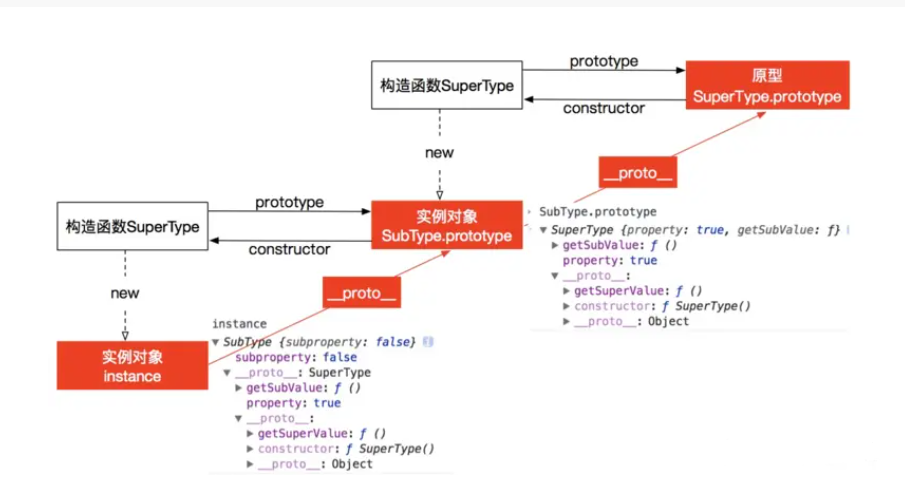 构造函数SuperType
prototype
constructor
原型
SuperType.prototype
new
__proto__
构造函数SuperType
prototype
constructor
实例对象
SubType.prototype
SubType.prototype
SuperType {property: true, getSubValue: ƒ}
getSubValue: ƒ ()
property: true
__proto__:
getSuperValue: ƒ ()
constructor: ƒ SuperType()
__proto__: Object
new
__proto__
实例对象
instance
instance
SubType {subproperty: false}
subproperty: false
__proto__: SuperType
getSubValue: ƒ ()
property: true
__proto__:
getSuperValue: ƒ ()
constructor: ƒ SuperType()
__proto__: Object